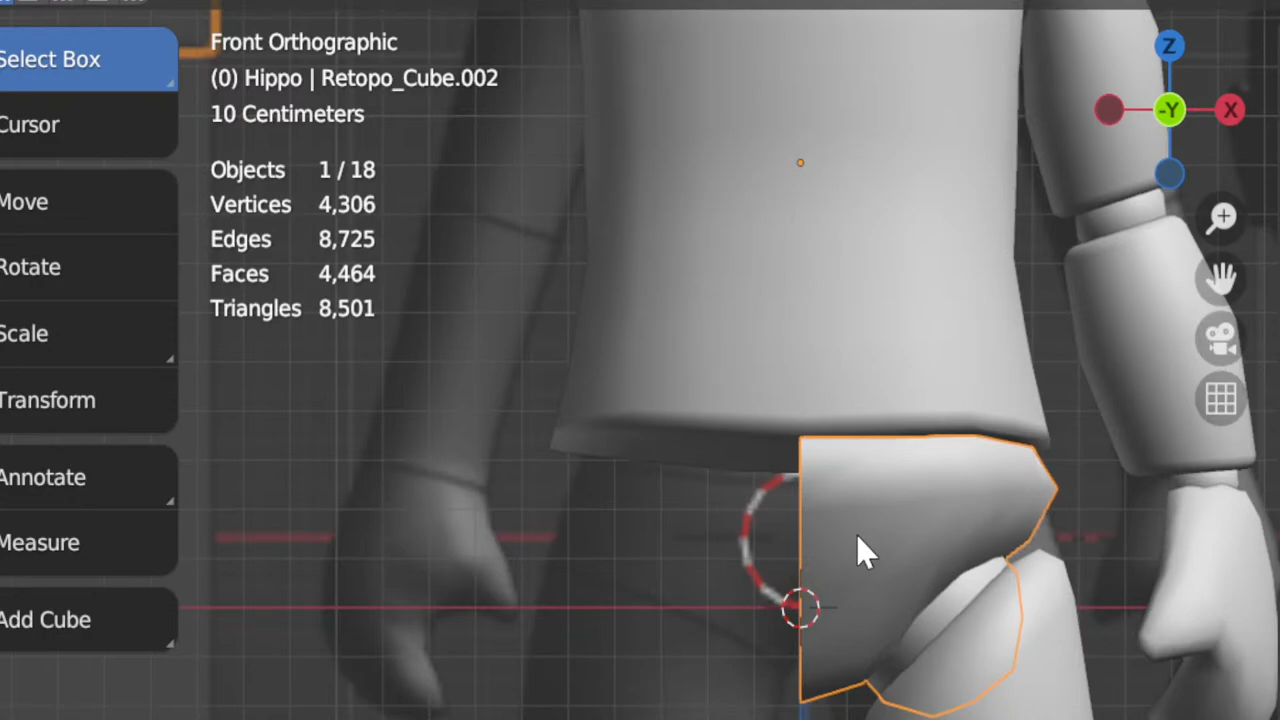 Select Box
Cursor
Move
Rotate
Scale
Transform
Annotate
Measure
Add Cube
Front Orthographic
(0) Hippo | Retopo_Cube.002
10 Centimeters
Objects 1 / 18
Vertices 4,306
Edges 8,725
Faces 4,464
Triangles 8,501
Z
-Y
X